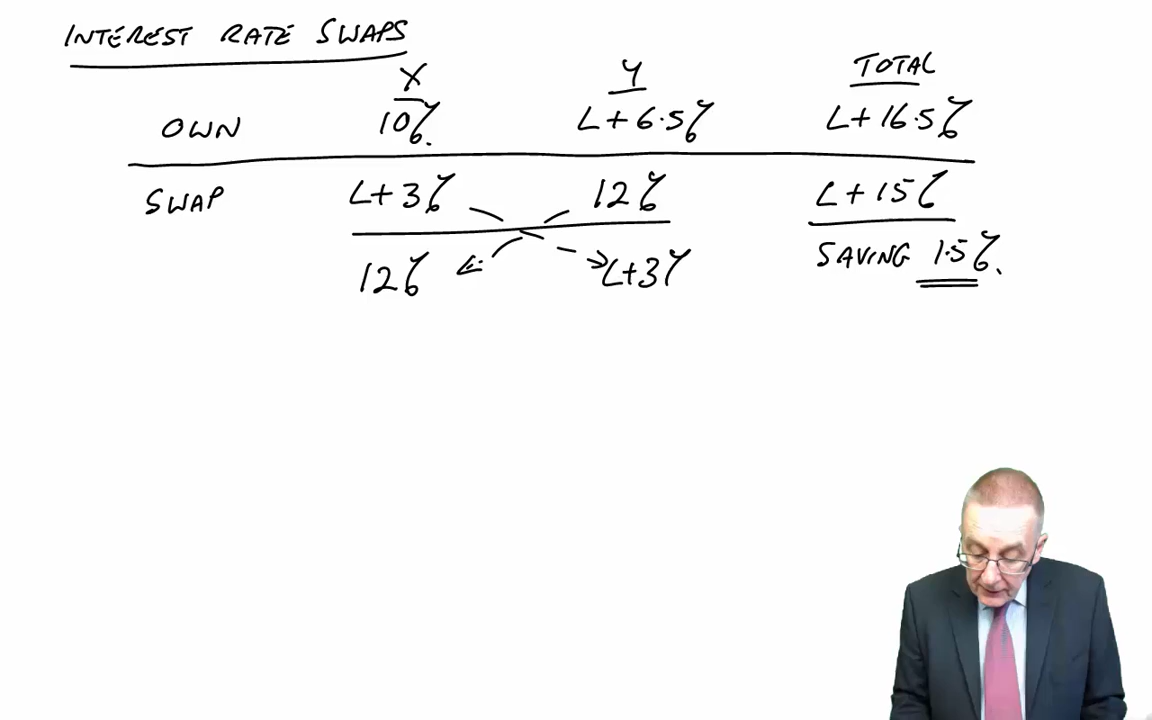 INTEREST RATE SWAPS
X Y TOTAL
OWN 10%. L+6.5% L+16.5%
SWAP L+3% 12% L+15%
SAVING 1.5%.
12% L+3%